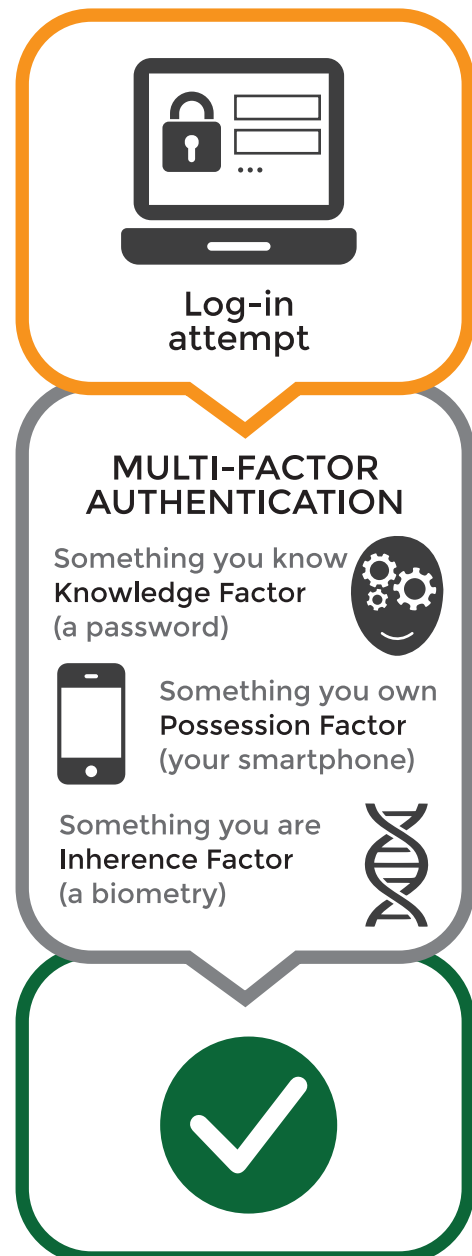 Log-in
attempt
MULTI-FACTOR
AUTHENTICATION
Something you know
Knowledge Factor
(a password)
Something you own
Possession Factor
(your smartphone)
Something you are
Inherence Factor
(a biometry)